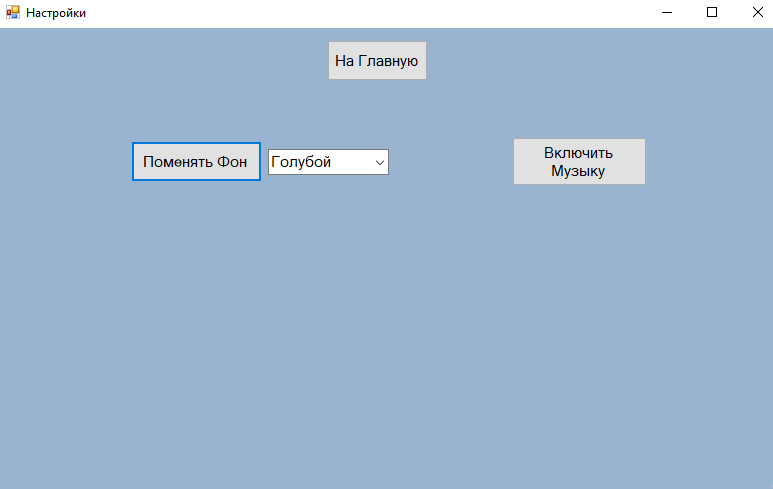 Настройки
На Главную
Поменять Фон
Голубой
Включить
Музыку